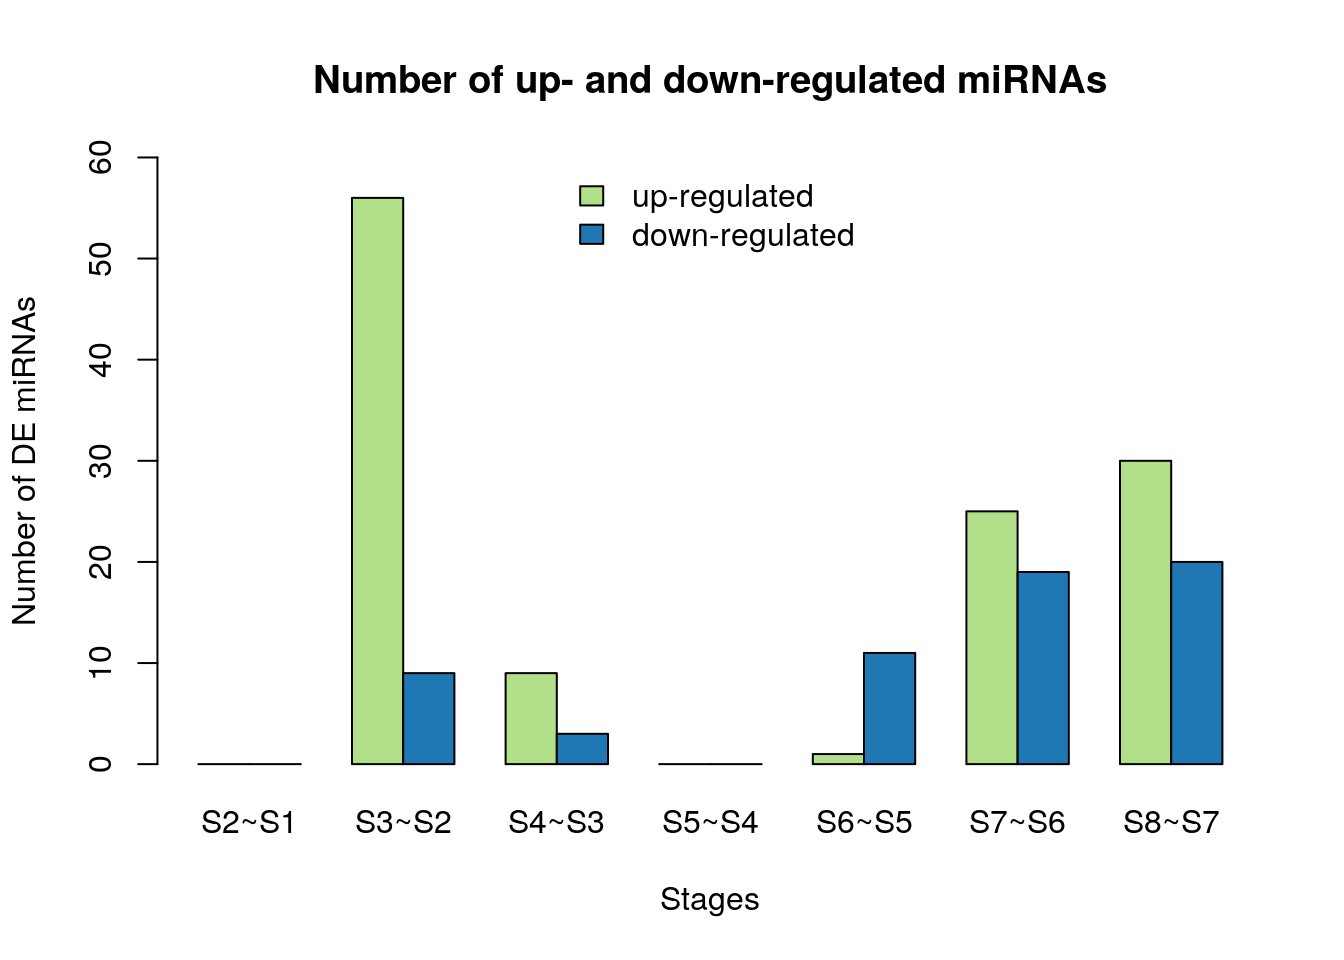 Number of up- and down-regulated miRNAs
up-regulated
down-regulated
Number of DE miRNAs
60
50
40
30
20
10
0
S2~S1 S3~S2 S4~S3 S5~S4 S6~S5 S7~S6 S8~S7
Stages